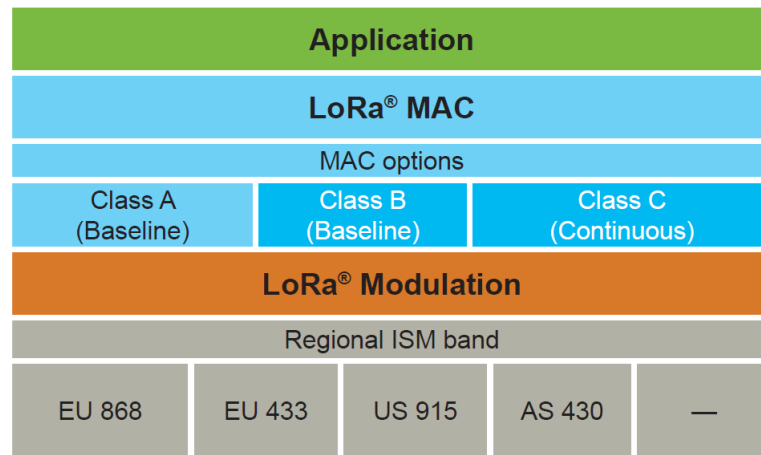 Application
LoRa® MAC
MAC options
Class A
(Baseline)
Class B
(Baseline)
Class C
(Continuous)
LoRa® Modulation
Regional ISM band
EU 868
EU 433
US 915
AS 430
—